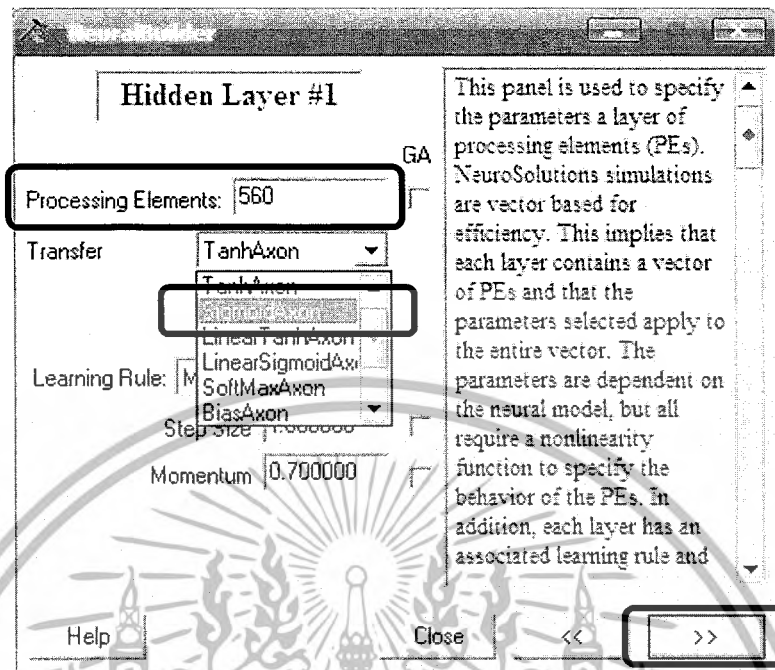 NeuralBuilder
Hidden Layer #1
GA
Processing Elements: 560
Transfer TanhAxon
TanhAxon
SigmoidAxon
LinearTanhAxon
LinearSigmoidAx
SoftMaxAxon
BiasAxon
Learning Rule: M
Step Size 1.000000
Momentum 0.700000
This panel is used to specify
the parameters a layer of
processing elements (PEs).
NeuroSolutions simulations
are vector based for
efficiency. This implies that
each layer contains a vector
of PEs and that the
parameters selected apply to
the entire vector. The
parameters are dependent on
the neural model, but all
require a nonlinearity
function to specify the
behavior of the PEs. In
addition, each layer has an
associated learning rule and
Help Close << >>